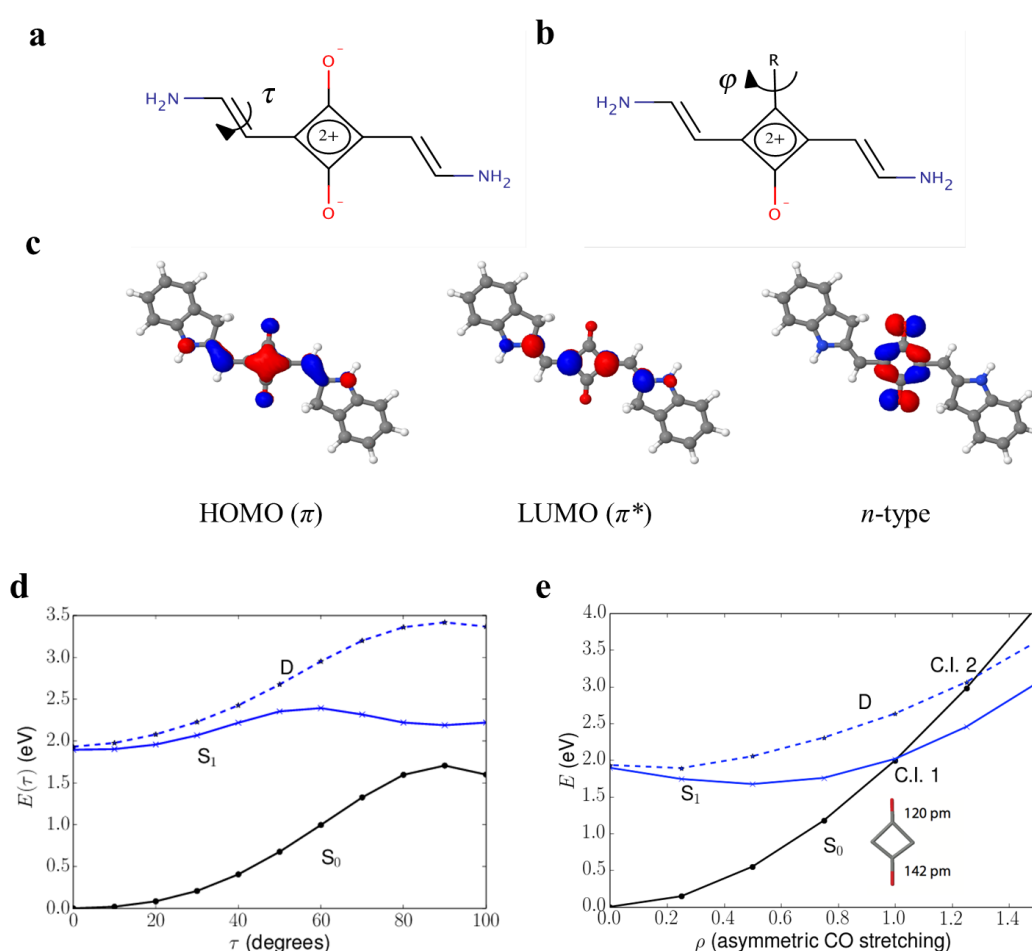 a
O⁻
H₂N
τ
2+
NH₂
O⁻
b
R
φ
H₂N
2+
NH₂
O⁻
c
HOMO (π)
LUMO (π*)
n-type
d
3.5
3.0
2.5
2.0
1.5
1.0
0.5
0.0
E(τ) (eV)
D
S₁
S₀
0 20 40 60 80 100
τ (degrees)
e
4.0
3.5
3.0
2.5
2.0
1.5
1.0
0.5
0.0
E (eV)
C.I. 2
D
C.I. 1
S₁
S₀
120 pm
142 pm
0.0 0.2 0.4 0.6 0.8 1.0 1.2 1.4
ρ (asymmetric CO stretching)